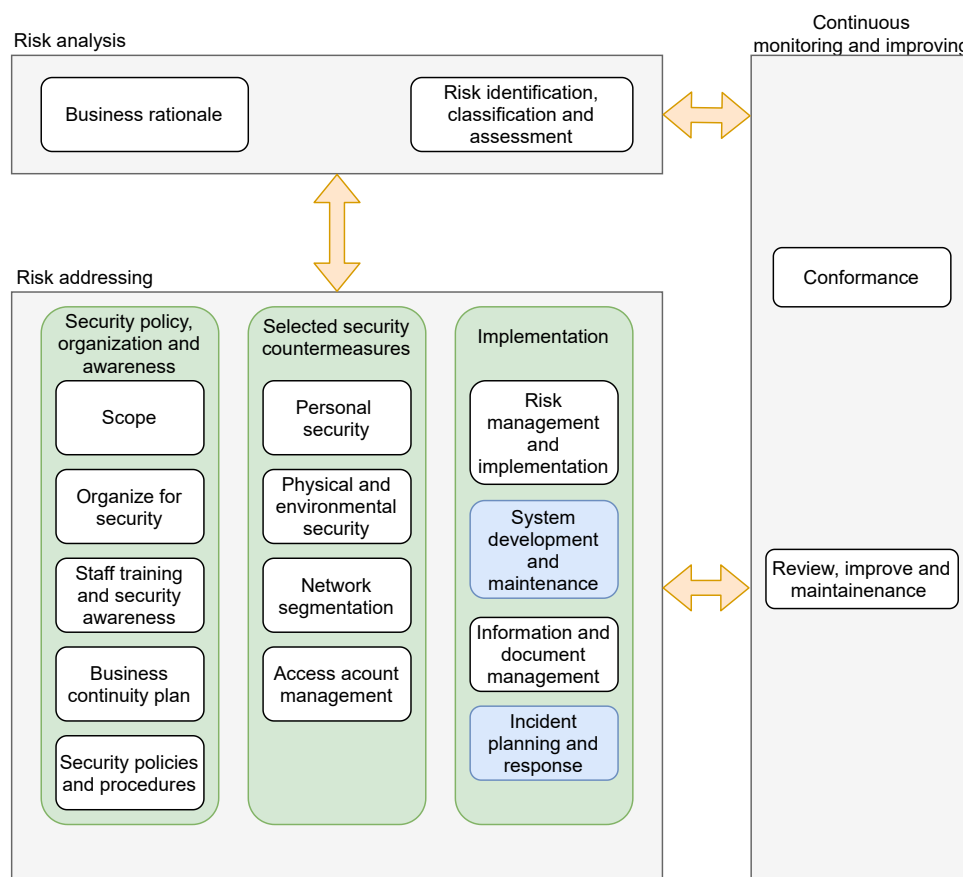 Risk analysis
Continuous
monitoring and improving
Business rationale
Risk identification,
classification and
assessment
Conformance
Review, improve and
maintainenance
Risk addressing
Security policy,
organization and
awareness
Scope
Organize for
security
Staff training
and security
awareness
Business
continuity plan
Security policies
and procedures
Selected security
countermeasures
Personal
security
Physical and
environmental
security
Network
segmentation
Access acount
management
Implementation
Risk
management
and
implementation
System
development
and
maintenance
Information and
document
management
Incident
planning and
response